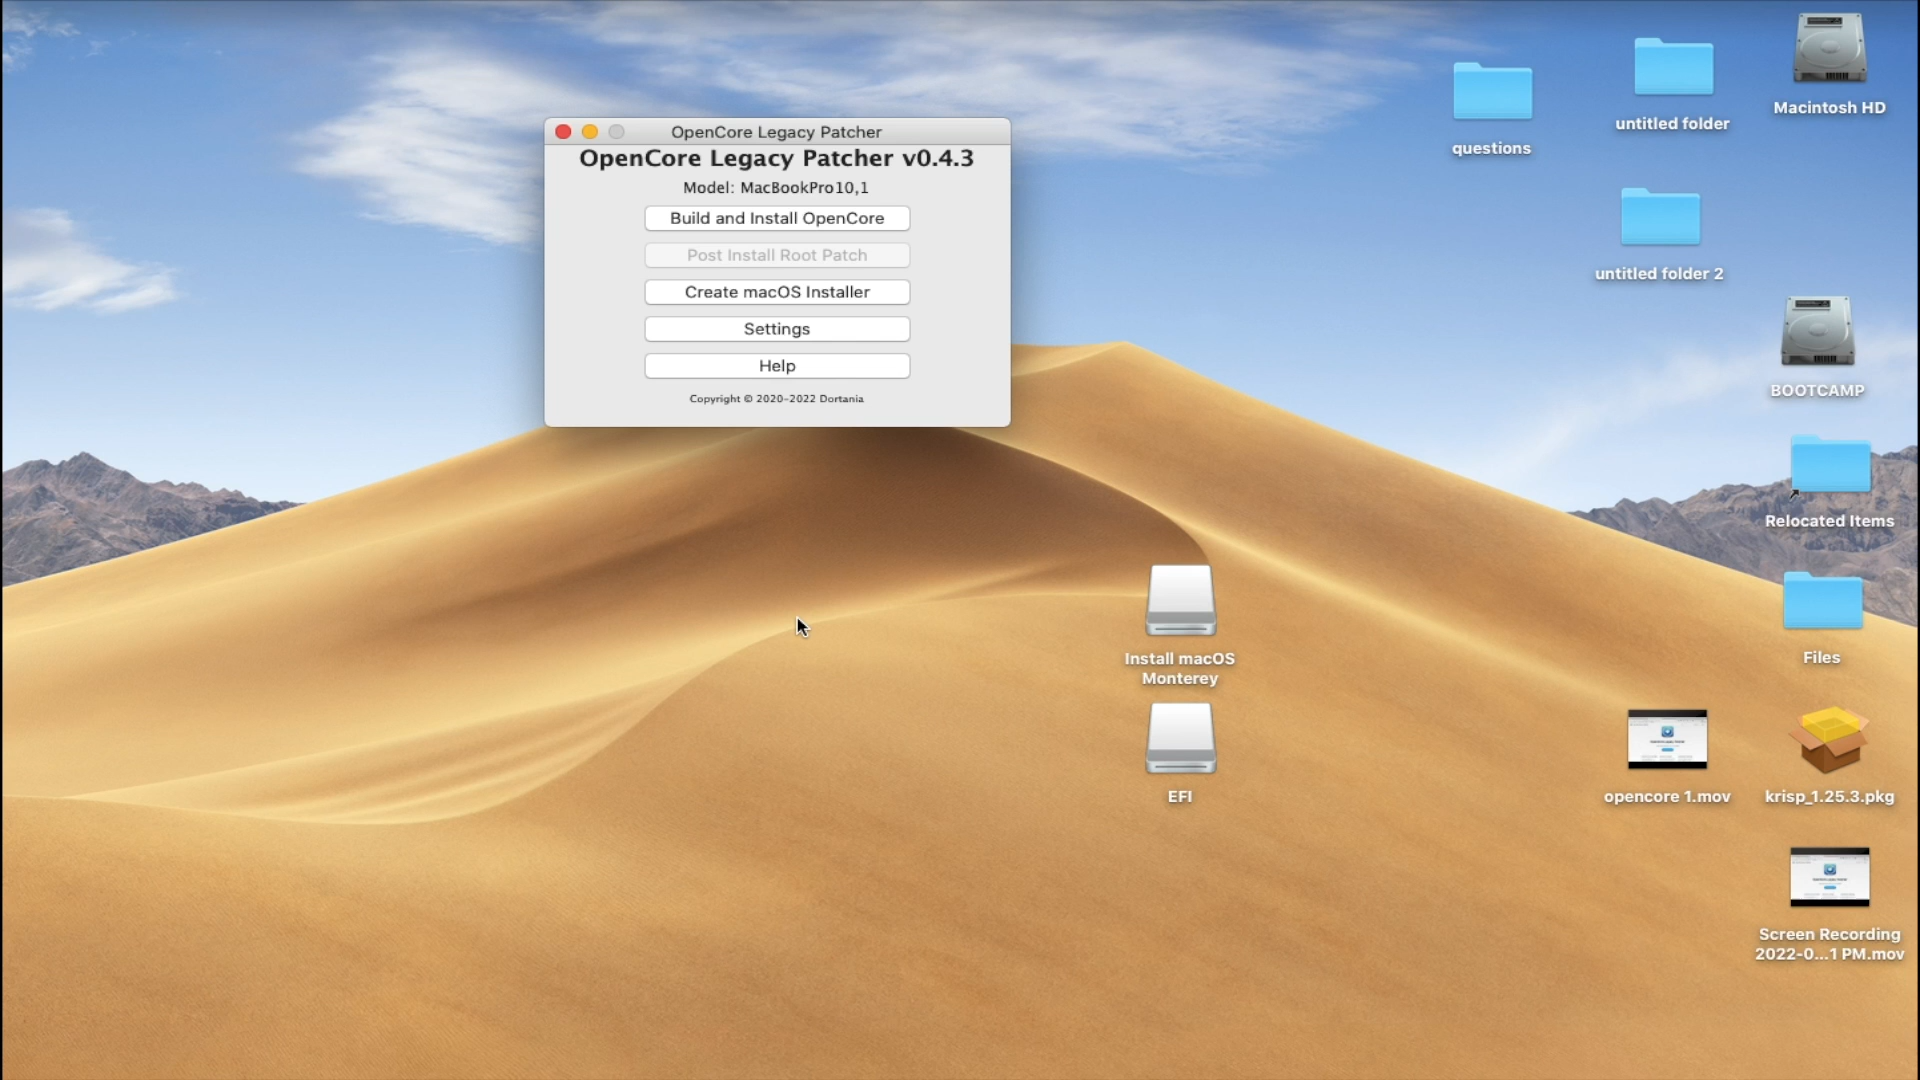 OpenCore Legacy Patcher
OpenCore Legacy Patcher v0.4.3
Model: MacBookPro10,1
Build and Install OpenCore
Post Install Root Patch
Create macOS Installer
Settings
Help
Copyright © 2020-2022 Dortania
questions
untitled folder
Macintosh HD
untitled folder 2
BOOTCAMP
Relocated Items
Install macOS
Monterey
Files
EFI
opencore 1.mov
krisp_1.25.3.pkg
Screen Recording
2022-0...1 PM.mov